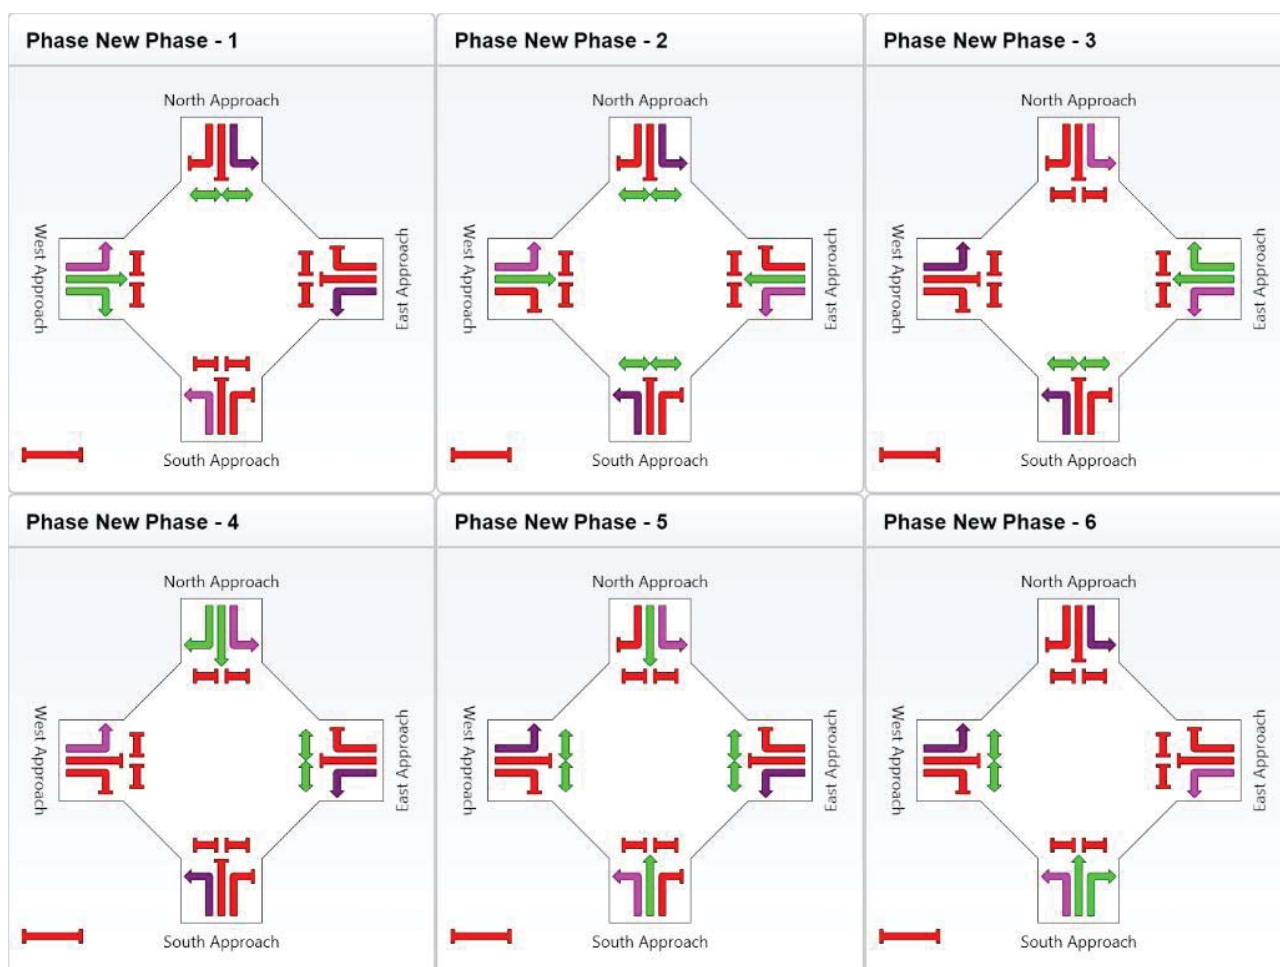 Phase New Phase - 1
North Approach
West Approach
East Approach
South Approach
Phase New Phase - 2
North Approach
West Approach
East Approach
South Approach
Phase New Phase - 3
North Approach
West Approach
East Approach
South Approach
Phase New Phase - 4
North Approach
West Approach
East Approach
South Approach
Phase New Phase - 5
North Approach
West Approach
East Approach
South Approach
Phase New Phase - 6
North Approach
West Approach
East Approach
South Approach